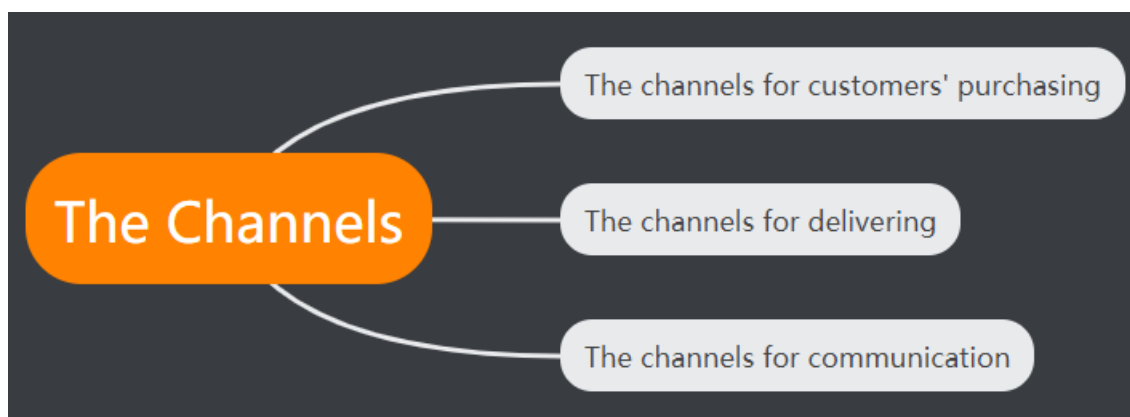 The Channels
The channels for customers' purchasing
The channels for delivering
The channels for communication